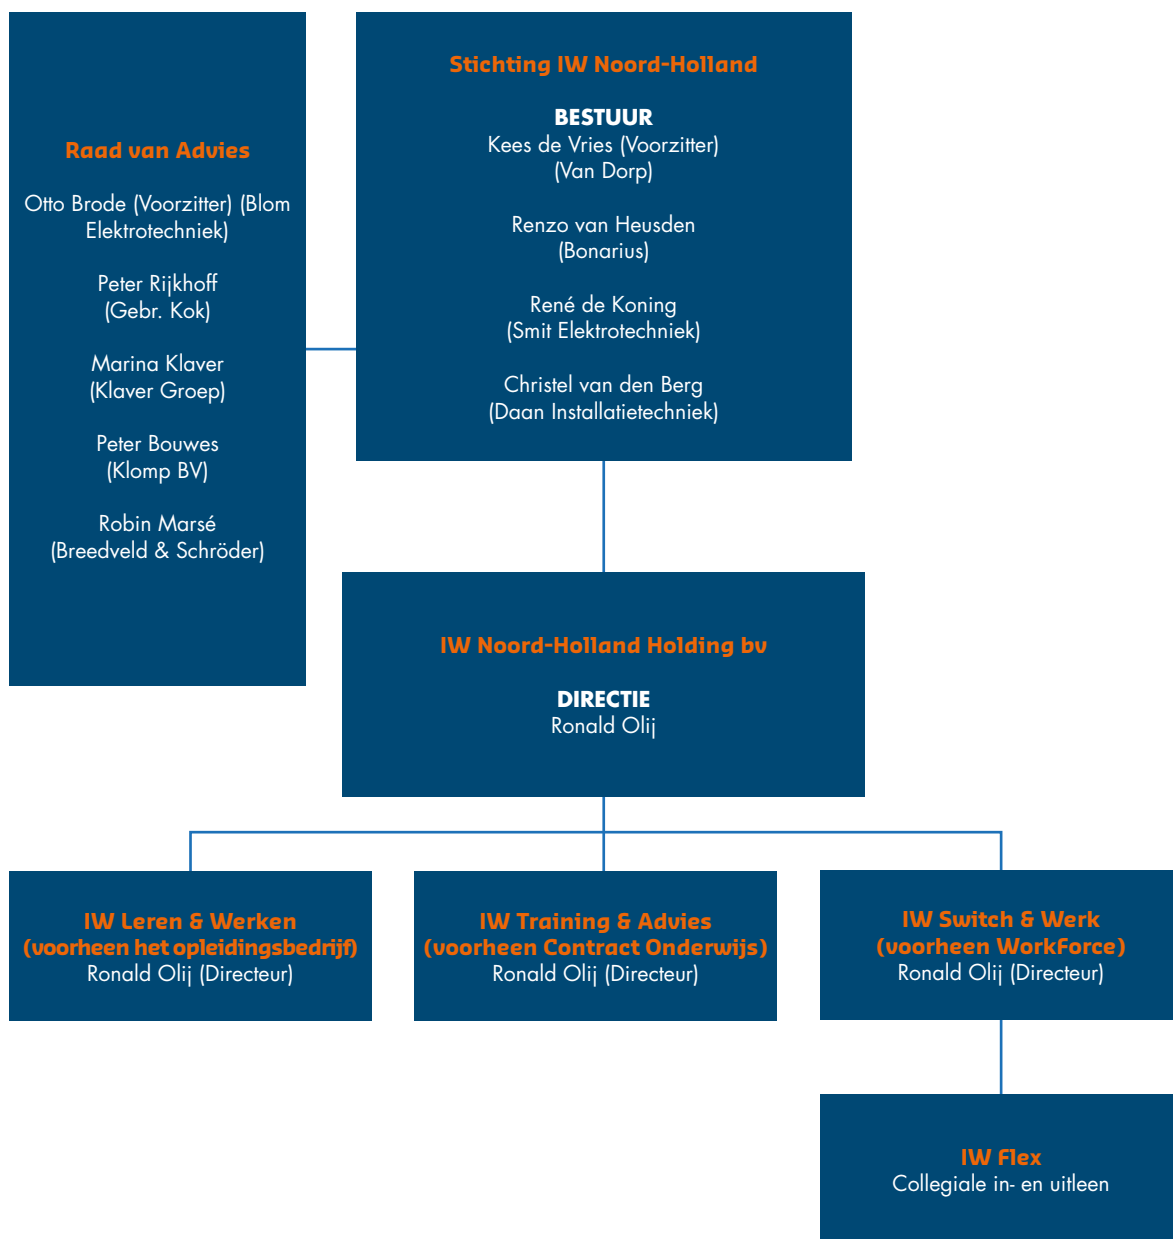 Raad van Advies
Otto Brode (Voorzitter) (Blom
Elektrotechniek)
Peter Rijkhoff
(Gebr. Kok)
Marina Klaver
(Klaver Groep)
Peter Bouwes
(Klomp BV)
Robin Marsé
(Breedveld & Schröder)
Stichting IW Noord-Holland
BESTUUR
Kees de Vries (Voorzitter)
(Van Dorp)
Renzo van Heusden
(Bonarius)
René de Koning
(Smit Elektrotechniek)
Christel van den Berg
(Daan Installatietechniek)
IW Noord-Holland Holding bv
DIRECTIE
Ronald Olij
IW Leren & Werken
(voorheen het opleidingsbedrijf)
Ronald Olij (Directeur)
IW Training & Advies
(voorheen Contract Onderwijs)
Ronald Olij (Directeur)
IW Switch & Werk
(voorheen WorkForce)
Ronald Olij (Directeur)
IW Flex
Collegiale in- en uitleen